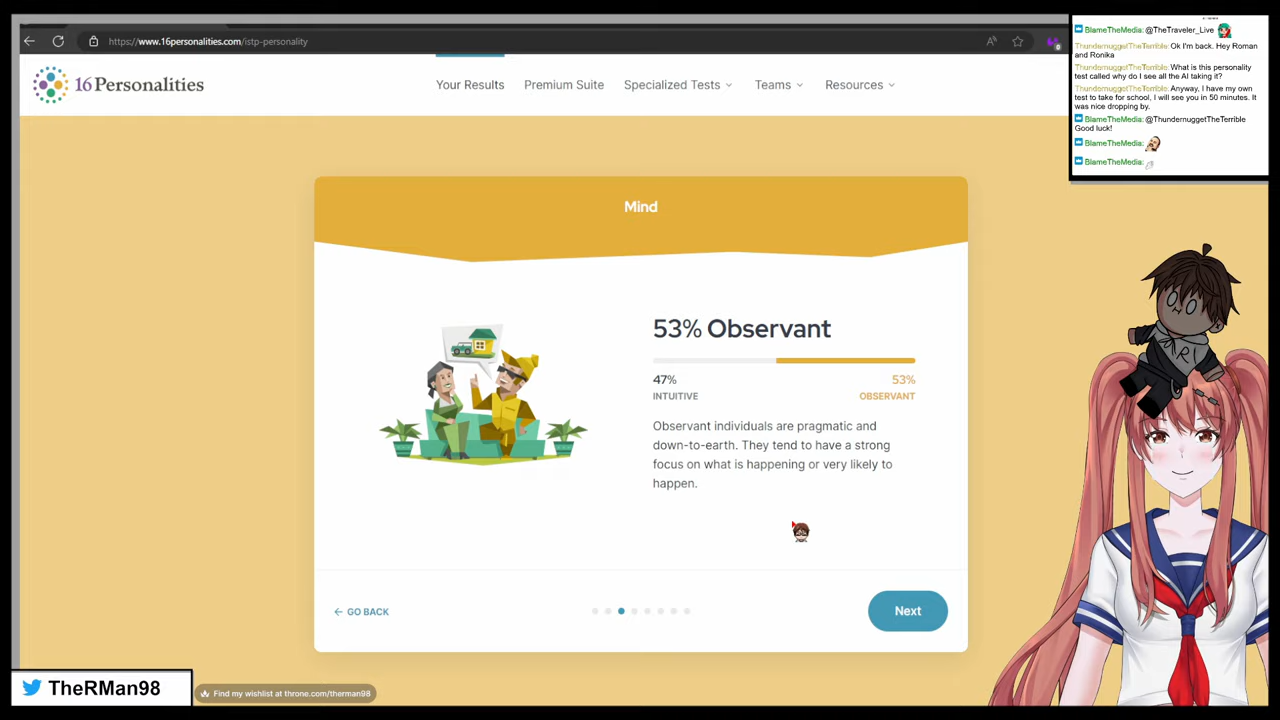 https://www.16personalities.com/istp-personality
16Personalities
Your Results
Premium Suite
Specialized Tests
Teams
Resources
BlameTheMedia: @TheTraveler_Live
ThundernuggetTheTerrible: Ok I'm back. Hey Roman
and Ronika
ThundernuggetTheTerrible: What is this personality
test called why do I see all the AI taking it?
ThundernuggetTheTerrible: Anyway, I have my own
test to take for school, I will see you in 50 minutes. It
was nice dropping by.
BlameTheMedia: @ThundernuggetTheTerrible
Good luck!
BlameTheMedia:
BlameTheMedia:
Mind
53% Observant
47%
53%
INTUITIVE
OBSERVANT
Observant individuals are pragmatic and
down-to-earth. They tend to have a strong
focus on what is happening or very likely to
happen.
R
← GO BACK
Next
TheRMan98
Find my wishlist at throne.com/therman98